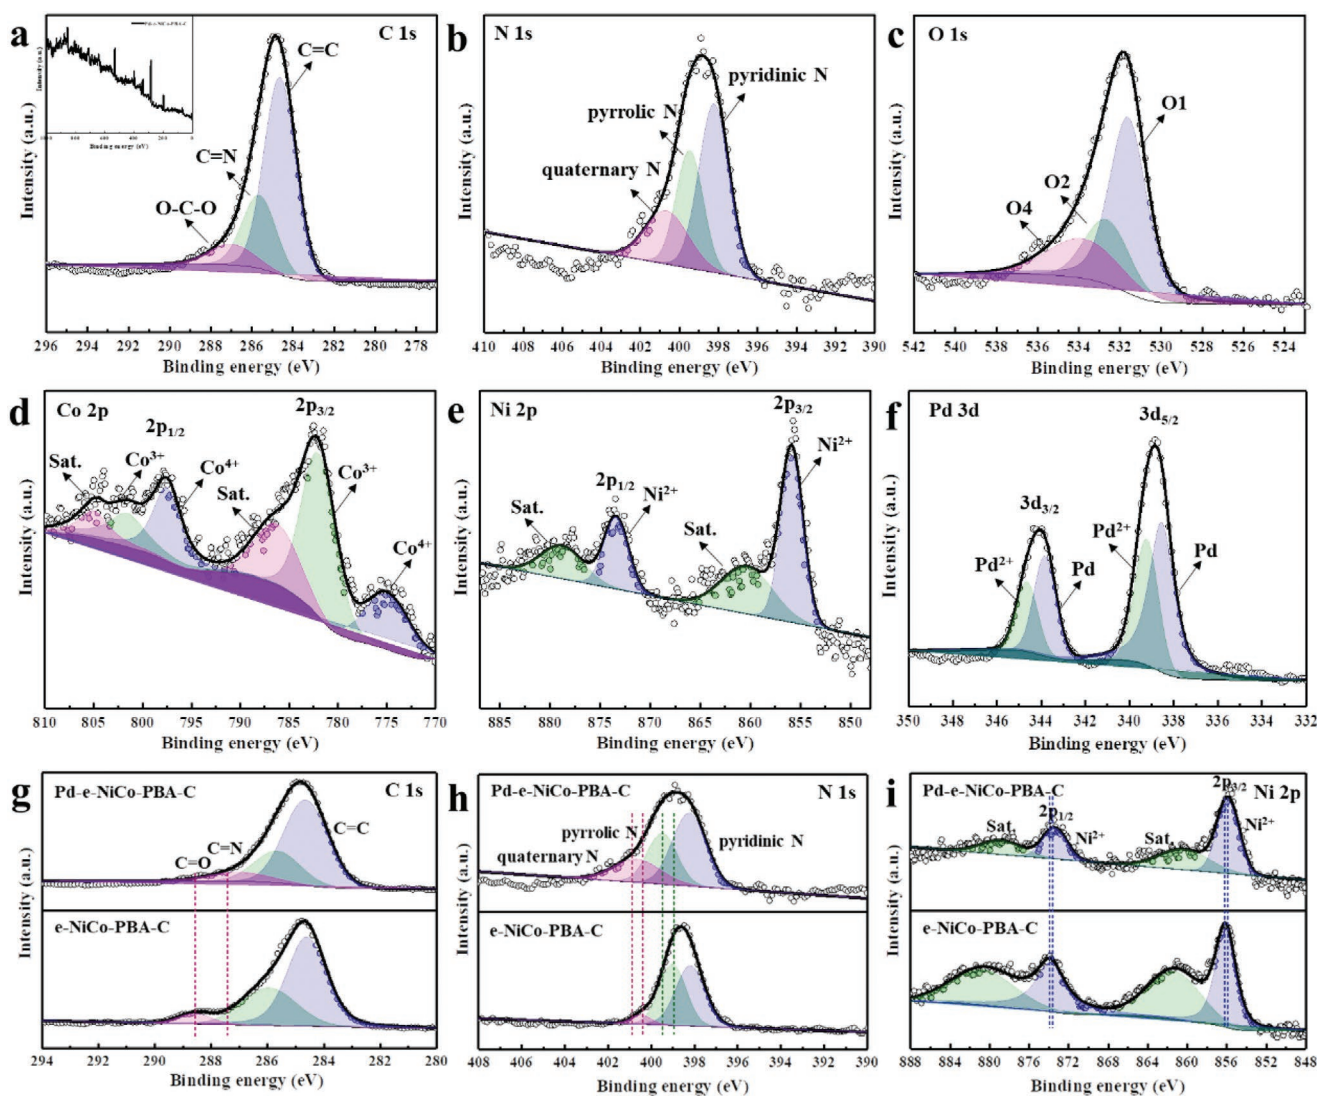 a
Pd-e-NiCo-PBA-C
C 1s
C=C
C=N
O-C-O
Intensity (a.u.)
Binding energy (eV)
296 294 292 290 288 286 284 282 280 278
Intensity (a.u.)
Binding energy (eV)
b
N 1s
pyridinic N
pyrrolic N
quaternary N
Intensity (a.u.)
410 408 406 404 402 400 398 396 394 392 390
Binding energy (eV)
c
O 1s
O1
O2
O4
Intensity (a.u.)
542 540 538 536 534 532 530 528 526 524
Binding energy (eV)
d
Co 2p
2p3/2
2p1/2
Sat.
Co3+
Co4+
Sat.
Co3+
Co4+
Intensity (a.u.)
810 805 800 795 790 785 780 775 770
Binding energy (eV)
e
Ni 2p
2p3/2
Ni2+
2p1/2
Ni2+
Sat.
Sat.
Intensity (a.u.)
880 875 870 865 860 855 850
Binding energy (eV)
f
Pd 3d
3d5/2
3d3/2
Pd2+
Pd
Pd2+
Pd
Intensity (a.u.)
350 348 346 344 342 340 338 336 334 332
Binding energy (eV)
g
C 1s
Pd-e-NiCo-PBA-C
C=C
C=N
C=O
e-NiCo-PBA-C
Intensity (a.u.)
294 292 290 288 286 284 282 280
Binding energy (eV)
h
N 1s
Pd-e-NiCo-PBA-C
pyrrolic N
quaternary N
pyridinic N
e-NiCo-PBA-C
Intensity (a.u.)
408 406 404 402 400 398 396 394 392 390
Binding energy (eV)
i
Ni 2p
Pd-e-NiCo-PBA-C
2p3/2
2p1/2
Sat.
Ni2+
Sat.
Ni2+
e-NiCo-PBA-C
Intensity (a.u.)
888 884 880 876 872 868 864 860 856 852 848
Binding energy (eV)